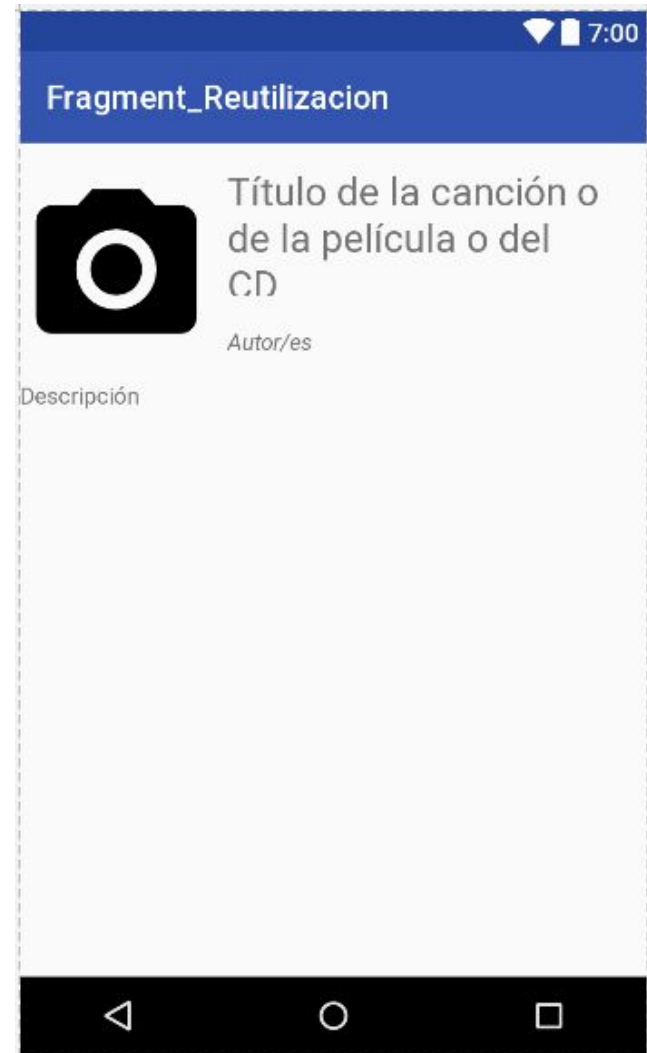 7:00
Fragment_Reutilizacion
Título de la canción o
de la película o del
CD
Autor/es
Descripción